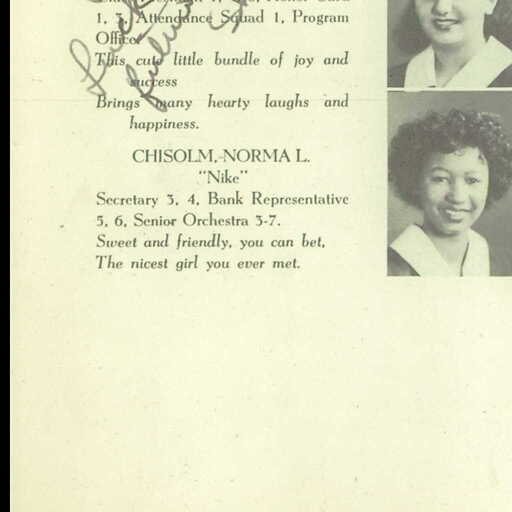 1, 3, Attendance Squad 1, Program
Office
This cute little bundle of joy and
success
Brings many hearty laughs and
happiness.
CHISOLM, NORMA L.
"Nike"
Secretary 3, 4, Bank Representative
5, 6, Senior Orchestra 3-7.
Sweet and friendly, you can bet,
The nicest girl you ever met.
Luck